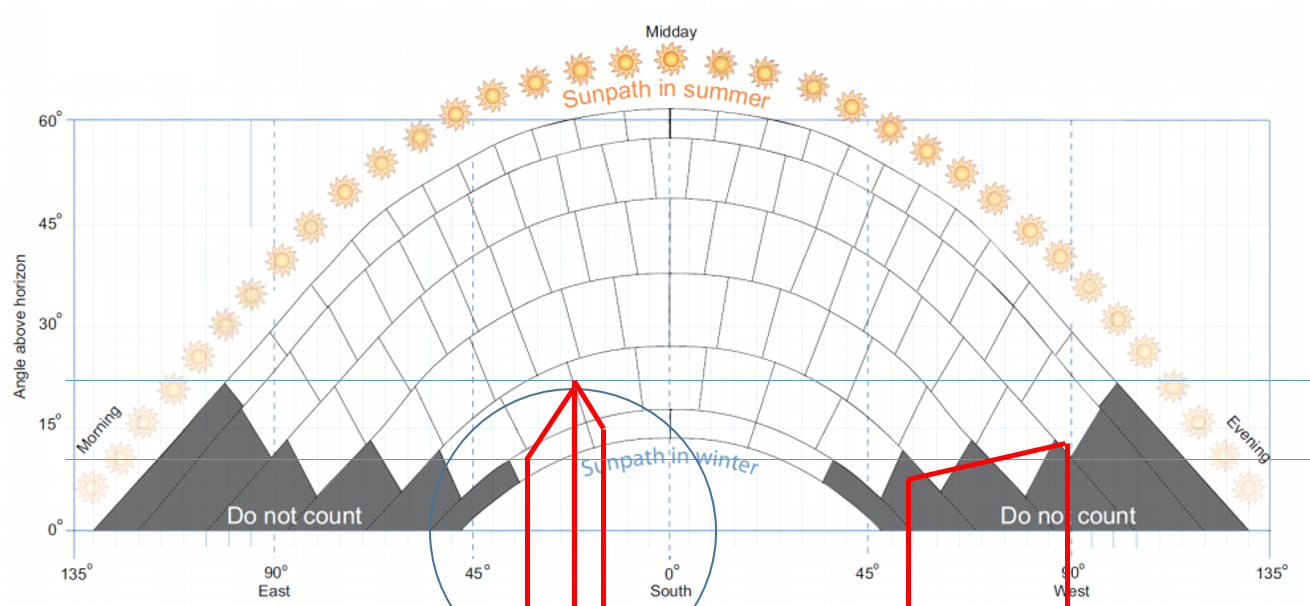 Midday
Sunpath in summer
60°
45°
30°
15°
0°
Angle above horizon
Morning
Evening
Sunpath in winter
Do not count
Do not count
135°
90°
45°
0°
45°
90°
135°
East
South
West